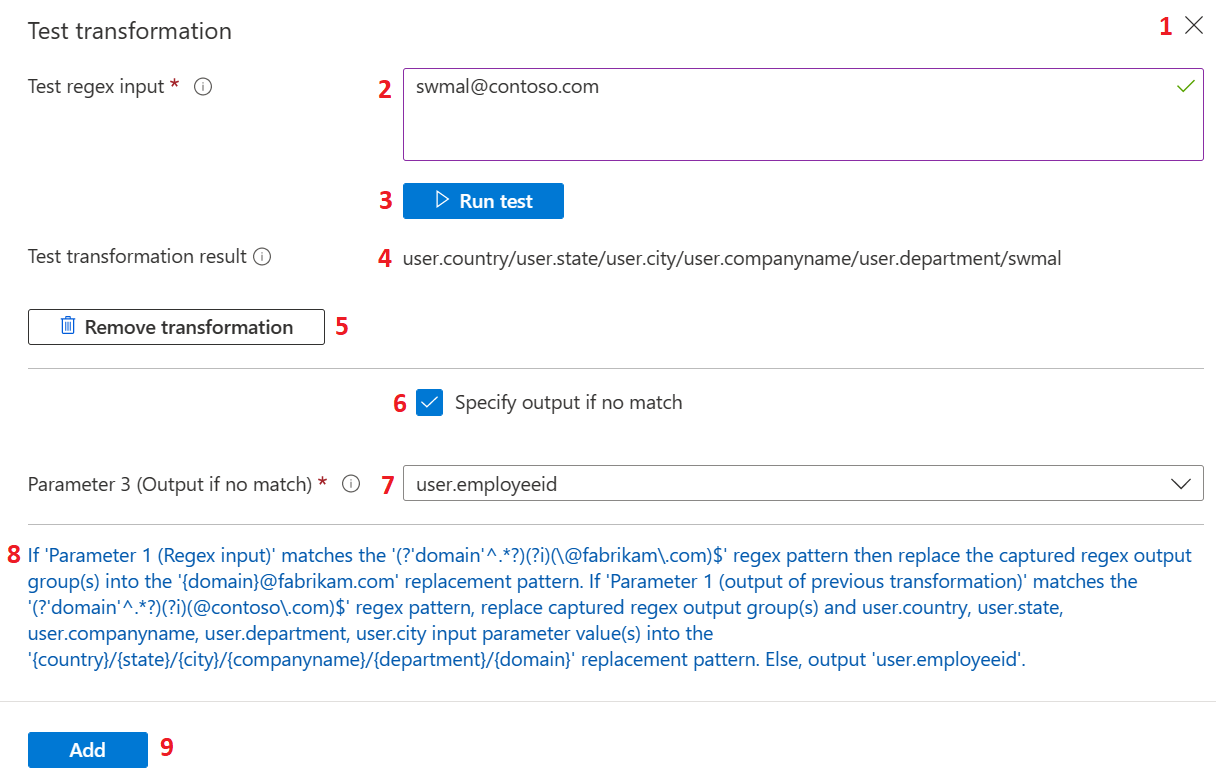 Test transformation
1
Test regex input *
2
swmal@contoso.com
3
Run test
Test transformation result
4
user.country/user.state/user.city/user.companyname/user.department/swmal
Remove transformation
5
6
Specify output if no match
Parameter 3 (Output if no match) *
7
user.employeeid
8
If 'Parameter 1 (Regex input)' matches the '(?'domain'^.*?)(?i)(\@fabrikam\.com)$' regex pattern then replace the captured regex output
group(s) into the '{domain}@fabrikam.com' replacement pattern. If 'Parameter 1 (output of previous transformation)' matches the
'(?'domain'^.*?)(?i)(@contoso\.com)$' regex pattern, replace captured regex output group(s) and user.country, user.state,
user.companyname, user.department, user.city input parameter value(s) into the
'{country}/{state}/{city}/{companyname}/{department}/{domain}' replacement pattern. Else, output 'user.employeeid'.
Add
9